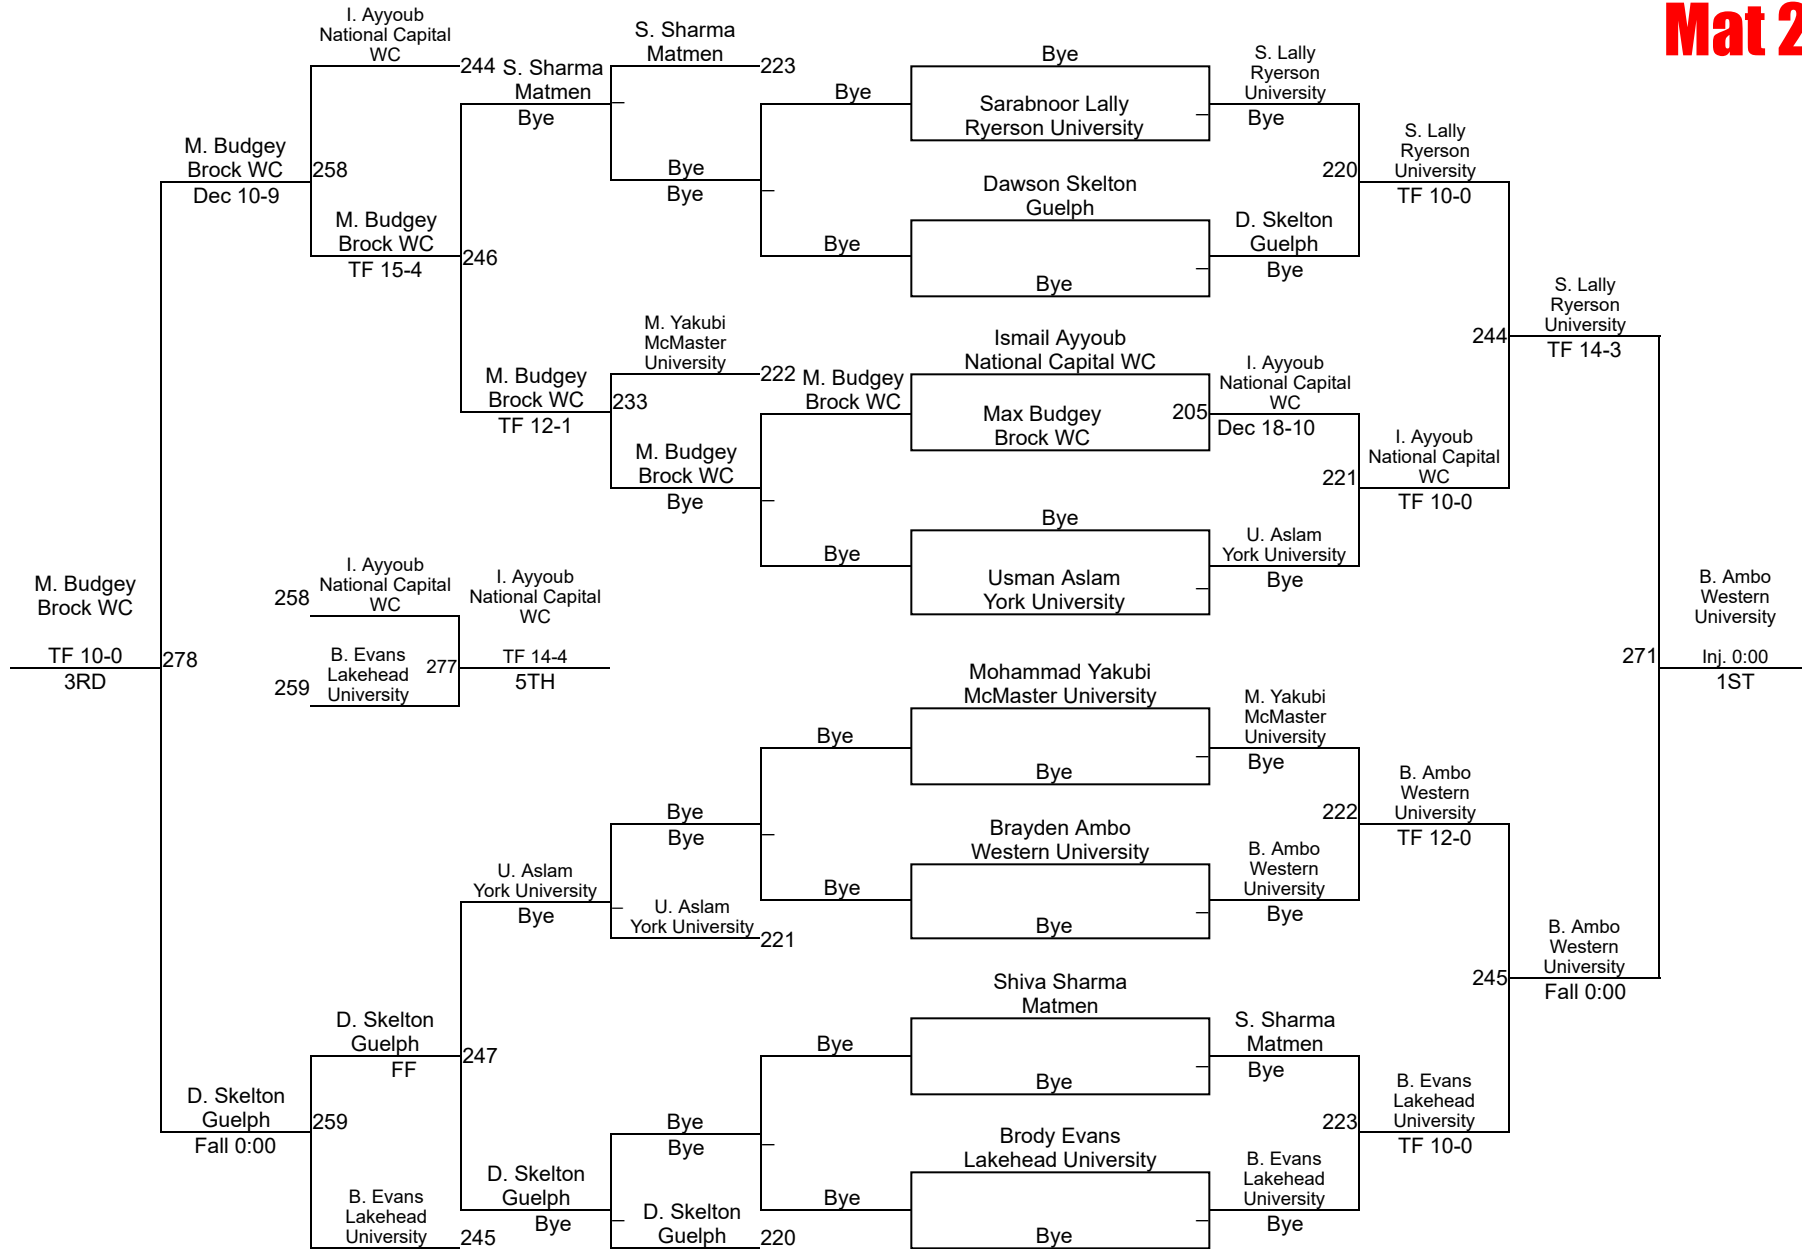 Mat 2
I. Ayyoub
National Capital
WC
244
S. Sharma
Matmen
Bye
S. Sharma
Matmen
223
Bye
Bye
Bye
Bye
Bye
Sarabnoor Lally
Ryerson University
Dawson Skelton
Guelph
Bye
S. Lally
Ryerson
University
Bye
D. Skelton
Guelph
Bye
220
S. Lally
Ryerson
University
TF 10-0
M. Budgey
Brock WC
Dec 10-9
258
M. Budgey
Brock WC
TF 15-4
246
M. Budgey
Brock WC
TF 12-1
233
M. Yakubi
McMaster
University
222
M. Budgey
Brock WC
Bye
M. Budgey
Brock WC
Bye
Ismail Ayyoub
National Capital WC
Max Budgey
Brock WC
205
Bye
Usman Aslam
York University
I. Ayyoub
National Capital
WC
Dec 18-10
U. Aslam
York University
Bye
221
I. Ayyoub
National Capital
WC
TF 10-0
244
S. Lally
Ryerson
University
TF 14-3
M. Budgey
Brock WC
TF 10-0
3RD
278
258
I. Ayyoub
National Capital
WC
259
B. Evans
Lakehead
University
277
I. Ayyoub
National Capital
WC
TF 14-4
5TH
271
B. Ambo
Western
University
Inj. 0:00
1ST
Bye
Bye
Bye
Bye
Mohammad Yakubi
McMaster University
Bye
Brayden Ambo
Western University
Bye
M. Yakubi
McMaster
University
Bye
B. Ambo
Western
University
Bye
222
B. Ambo
Western
University
TF 12-0
U. Aslam
York University
Bye
U. Aslam
York University
221
245
B. Ambo
Western
University
Fall 0:00
D. Skelton
Guelph
Fall 0:00
259
D. Skelton
Guelph
FF
247
B. Evans
Lakehead
University
245
D. Skelton
Guelph
Bye
Bye
Bye
D. Skelton
Guelph
220
Bye
Bye
Shiva Sharma
Matmen
Bye
Brody Evans
Lakehead University
Bye
S. Sharma
Matmen
Bye
B. Evans
Lakehead
University
Bye
223
B. Evans
Lakehead
University
TF 10-0